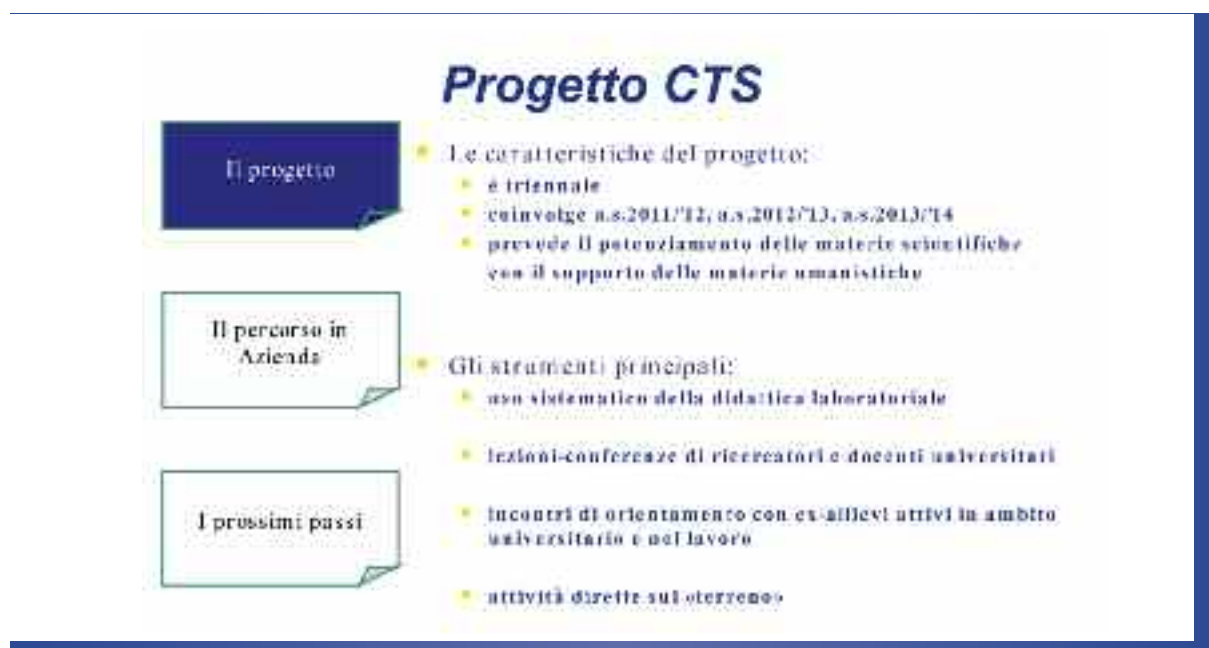 Progetto CTS
Il progetto
Le caratteristiche del progetto:
è triennale
coinvolge a.s.2011/'12, a.s.2012/'13, a.s.2013/'14
prevede il potenziamento delle materie scientifiche
con il supporto delle materie umanistiche
Il percorso in
Azienda
Gli strumenti principali:
uso sistematico della didattica laboratoriale
lezioni-conferenze di ricercatori e docenti universitari
I prossimi passi
incontri di orientamento con ex-allievi attivi in ambito
universitario e nel lavoro
attività dirette sul «terreno»